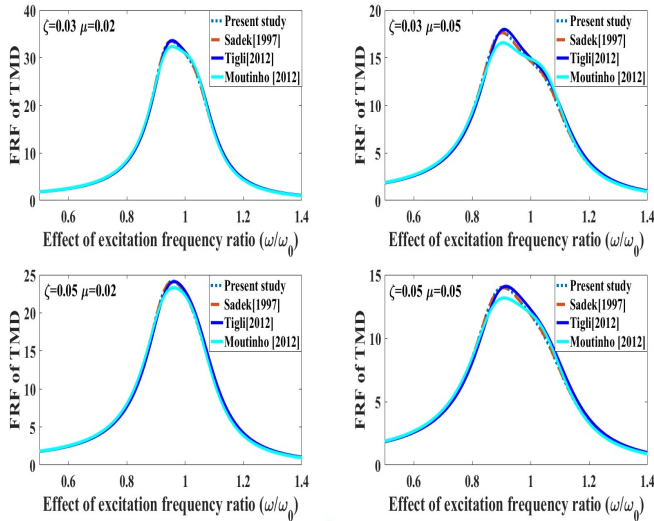 ζ=0.03 μ=0.02
Present study
Sadek[1997]
Tigli[2012]
Moutinho [2012]
FRF of TMD
40
30
20
10
0
0.6 0.8 1 1.2 1.4
Effect of excitation frequency ratio (ω/ω0)
ζ=0.03 μ=0.05
Present study
Sadek[1997]
Tigli[2012]
Moutinho [2012]
FRF of TMD
20
15
10
5
0
0.6 0.8 1 1.2 1.4
Effect of excitation frequency ratio (ω/ω0)
ζ=0.05 μ=0.02
Present study
Sadek[1997]
Tigli[2012]
Moutinho [2012]
FRF of TMD
25
20
15
10
5
0
0.6 0.8 1 1.2 1.4
Effect of excitation frequency ratio (ω/ω0)
ζ=0.05 μ=0.05
Present study
Sadek[1997]
Tigli[2012]
Moutinho [2012]
FRF of TMD
15
10
5
0
0.6 0.8 1 1.2 1.4
Effect of excitation frequency ratio (ω/ω0)